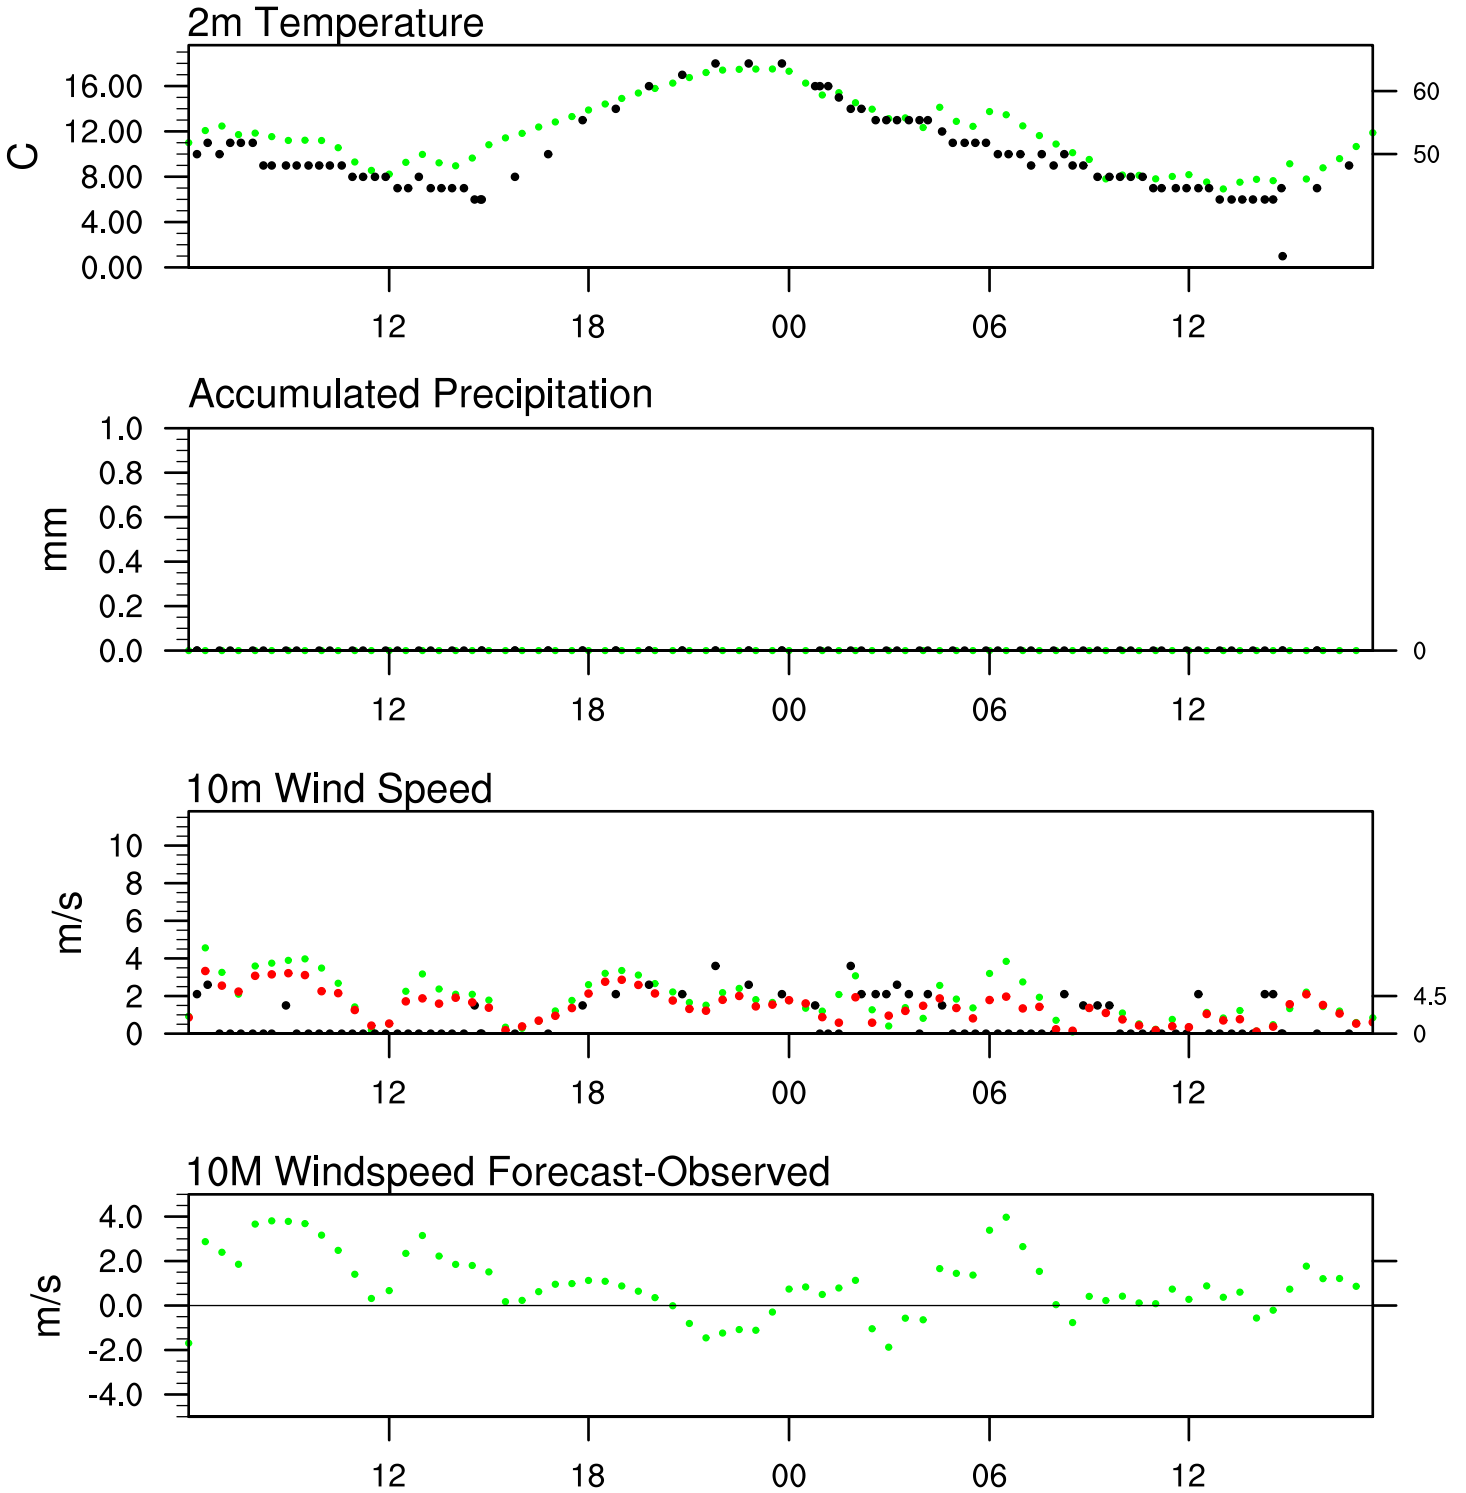 2m Temperature
16.00
12.00
8.00
4.00
0.00
C
60
50
12 18 00 06 12
Accumulated Precipitation
1.0
0.8
0.6
0.4
0.2
0.0
mm
0
12 18 00 06 12
10m Wind Speed
10
8
6
4
2
0
m/s
4.5
0
12 18 00 06 12
10M Windspeed Forecast-Observed
4.0
2.0
0.0
-2.0
-4.0
m/s
12 18 00 06 12